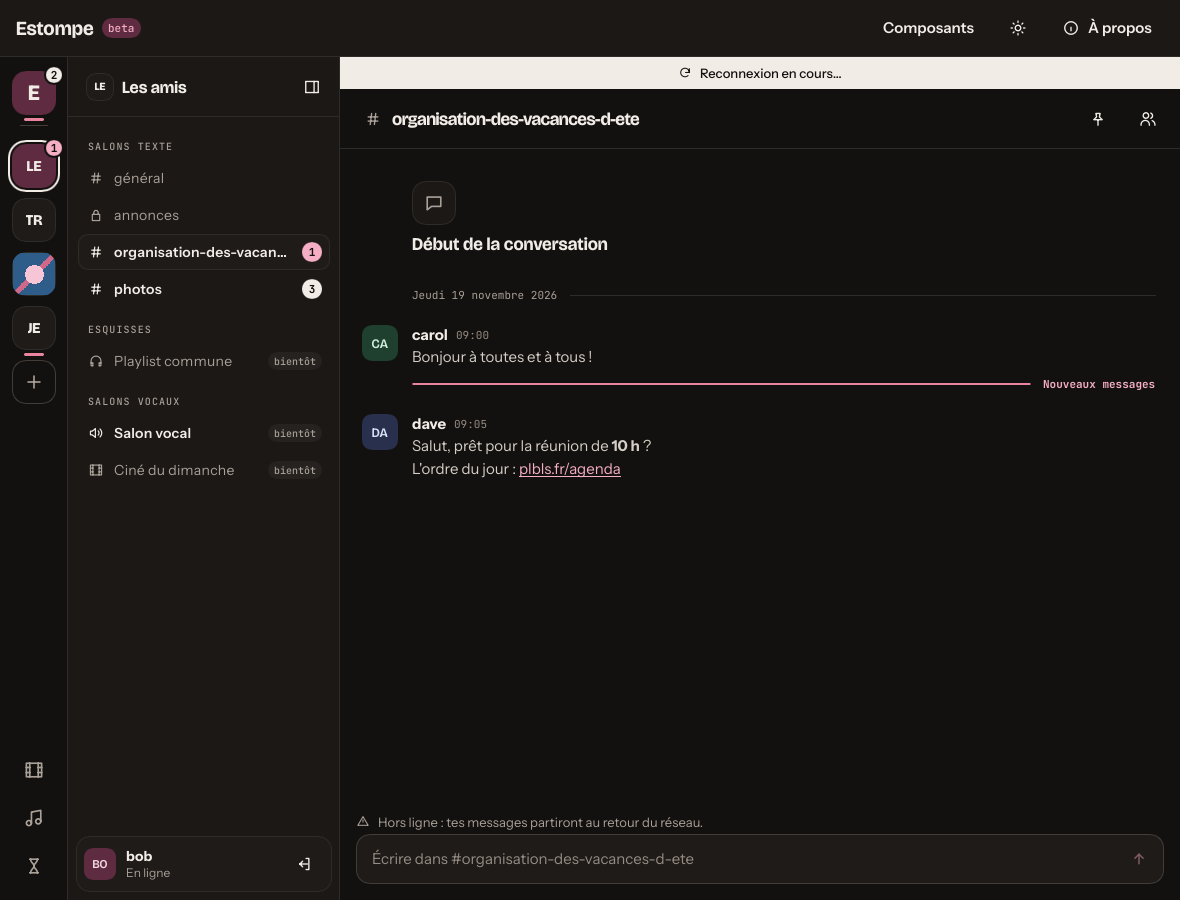 Estompe beta
Composants
À propos
E 2
LE 1
TR
JE
LE Les amis
SALONS TEXTE
# général
annonces
# organisation-des-vacan... 1
# photos 3
ESQUISSES
Playlist commune bientôt
SALONS VOCAUX
Salon vocal bientôt
Ciné du dimanche bientôt
BO bob
En ligne
Reconnexion en cours...
# organisation-des-vacances-d-ete
Début de la conversation
Jeudi 19 novembre 2026
CA carol 09:00
Bonjour à toutes et à tous !
Nouveaux messages
DA dave 09:05
Salut, prêt pour la réunion de 10 h ?
L'ordre du jour : plbls.fr/agenda
Hors ligne : tes messages partiront au retour du réseau.
Écrire dans #organisation-des-vacances-d-ete